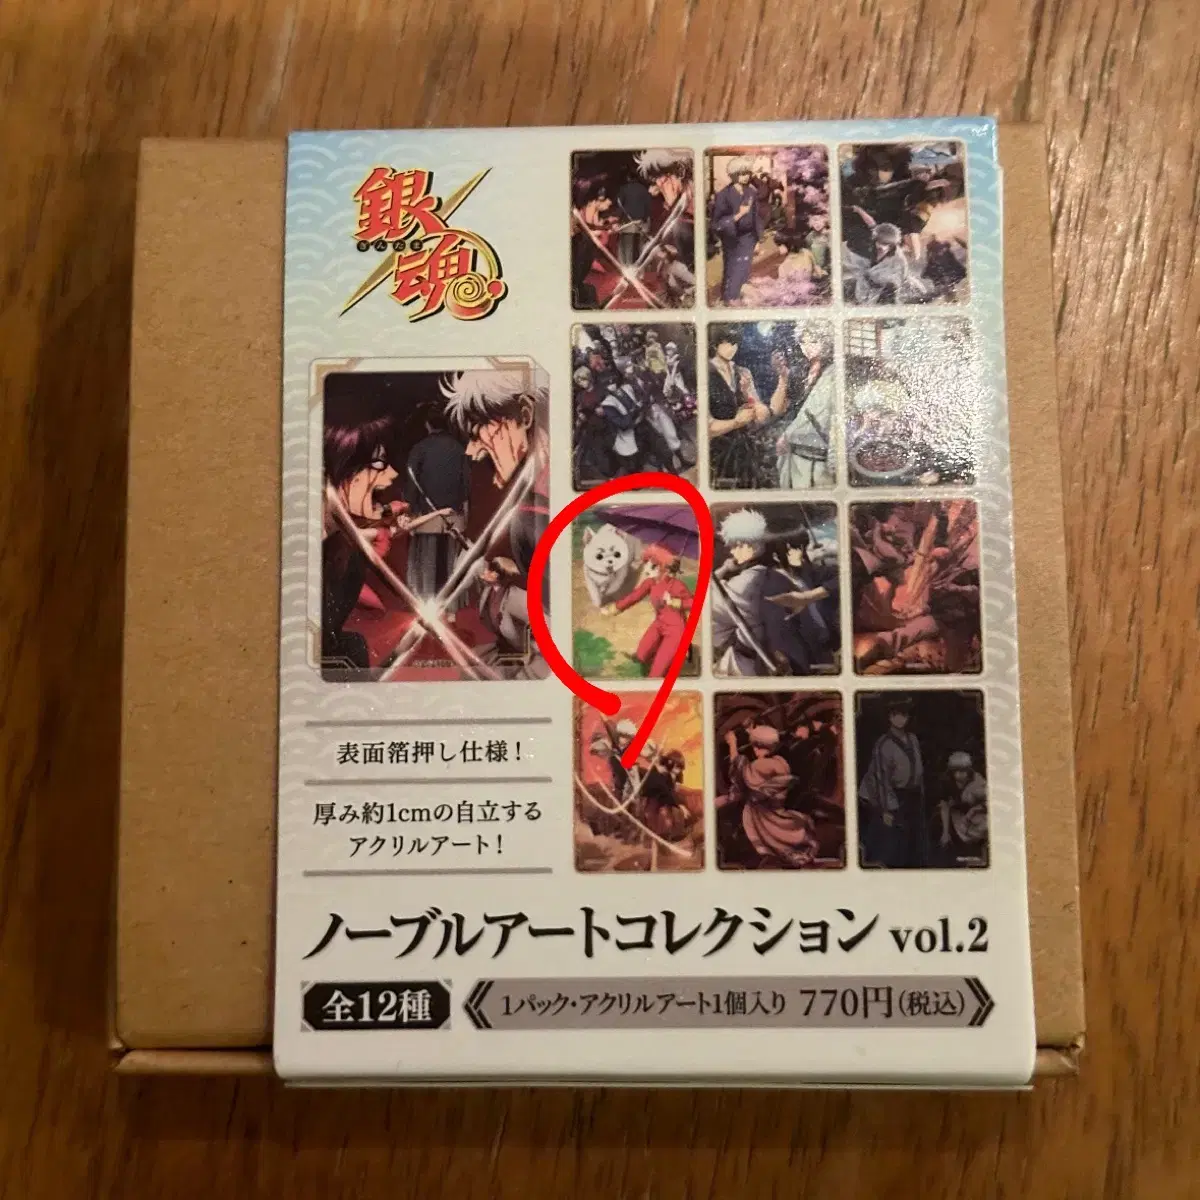 銀魂
ぎんたま
表面箔押し仕様!
厚み約1cmの自立する
アクリルアート!
ノーブルアートコレクション vol.2
全12種
1パック・アクリルアート1個入り 770円(税込)